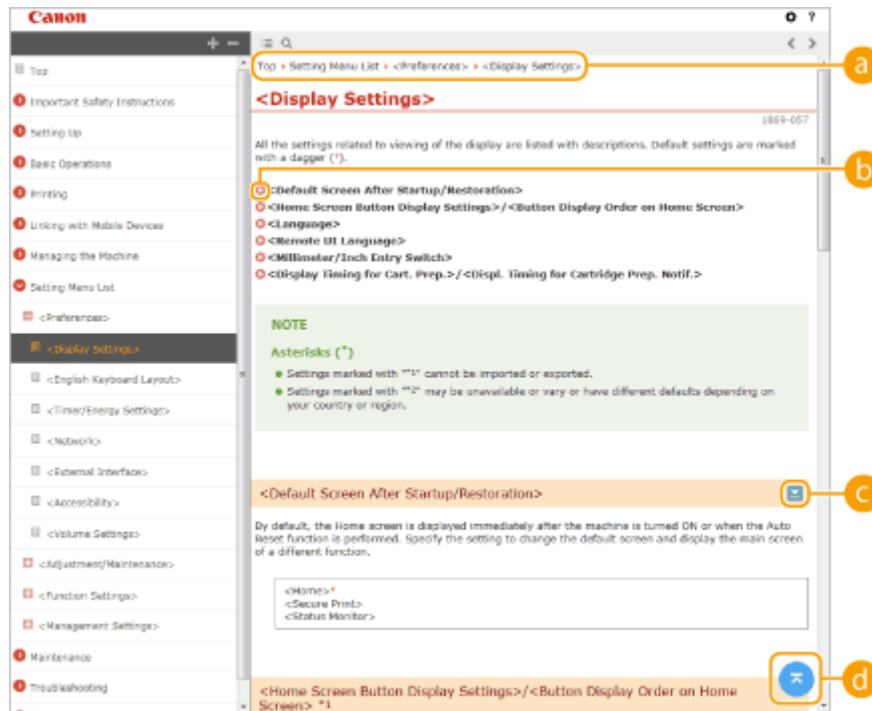 Canon
?
+ −
< >
Top
Important Safety Instructions
Setting Up
Basic Operations
Printing
Linking with Mobile Devices
Managing the Machine
Setting Menu List
<Preferences>
<Display Settings>
<English Keyboard Layout>
<Timer/Energy Settings>
<Network>
<External Interface>
<Accessibility>
<Volume Settings>
<Adjustment/Maintenance>
<Function Settings>
<Management Settings>
Maintenance
Troubleshooting
Top Setting Menu List <Preferences> <Display Settings>
a
<Display Settings>
1869-057
All the settings related to viewing of the display are listed with descriptions. Default settings are marked
with a dagger (†).
b
<Default Screen After Startup/Restoration>
<Home Screen Button Display Settings>/<Button Display Order on Home Screen>
<Language>
<Remote UI Language>
<Millimeter/Inch Entry Switch>
<Display Timing for Cart. Prep.>/<Displ. Timing for Cartridge Prep. Notif.>
NOTE
Asterisks (*)
Settings marked with "*1" cannot be imported or exported.
Settings marked with "*2" may be unavailable or vary or have different defaults depending on
your country or region.
<Default Screen After Startup/Restoration>
c
By default, the Home screen is displayed immediately after the machine is turned ON or when the Auto
Reset function is performed. Specify the setting to change the default screen and display the main screen
of a different function.
<Home>†
<Secure Print>
<Status Monitor>
d
<Home Screen Button Display Settings>/<Button Display Order on Home
Screen> *1